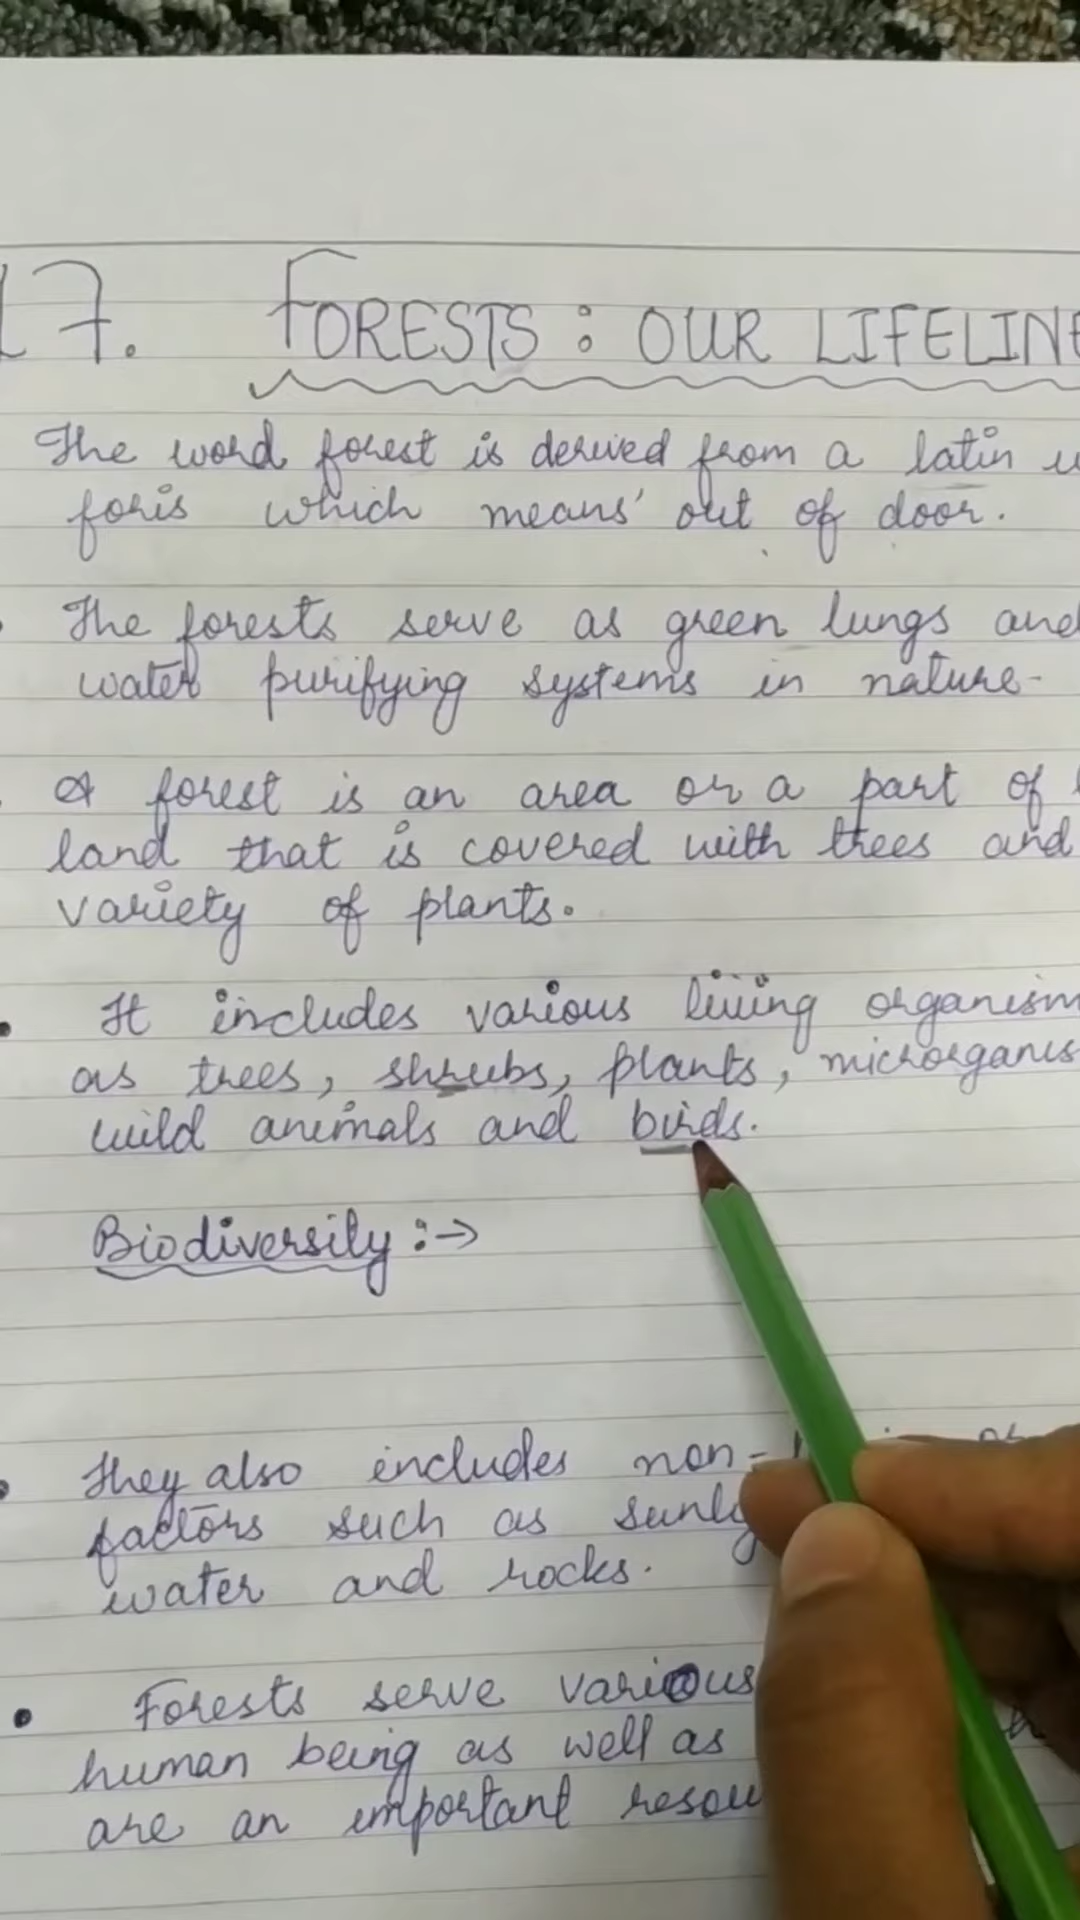 17. FORESTS : OUR LIFELINE
The word forest is derived from a latin
foris which means' out of door.
The forests serve as green lungs and
water purifying systems in nature.
A forest is an area or a part of
land that is covered with trees and
variety of plants.
• It includes various living organism
as trees, shrubs, plants, microrganis
wild animals and birds.
Biodiversity :→
• They also includes non-
factors such as
water and rocks.
• Forests serve various
human being as well as
are an important